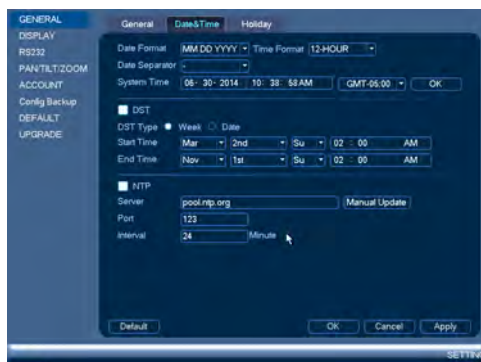 GENERAL
DISPLAY
RS232
PAN/TILT/ZOOM
ACCOUNT
Config Backup
DEFAULT
UPGRADE
General Date&Time Holiday
Date Format MM DD YYYY Time Format 12-HOUR
Date Separator -
System Time 06- 30- 2014 10: 38: 58 AM GMT-05:00 OK
DST
DST Type Week Date
Start Time Mar 2nd Su 02 : 00 AM
End Time Nov 1st Su 02 : 00 AM
NTP
Server pool.ntp.org Manual Update
Port 123
Interval 24 Minute
Default OK Cancel Apply